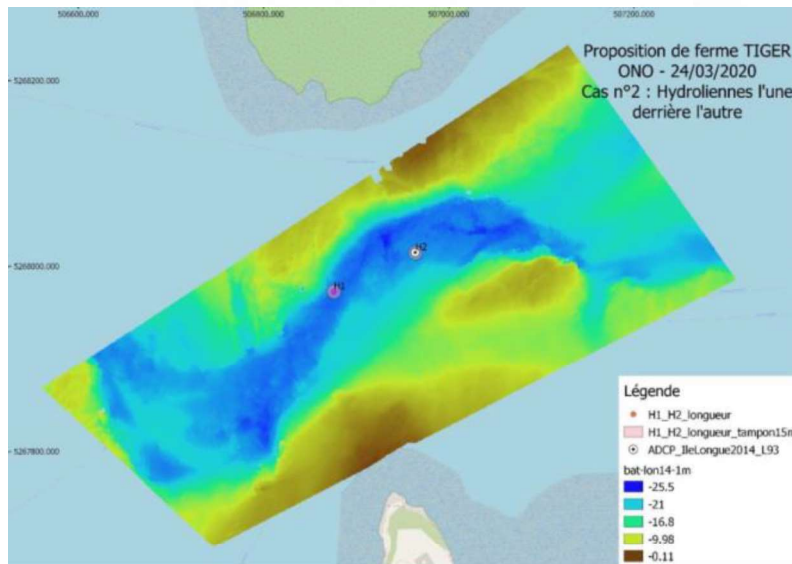 506600.000 506800.000 507000.000 507200.000
Proposition de ferme TIGER
ONO - 24/03/2020
Cas n°2 : Hydroliennes l'une
derrière l'autre
5268200.000
H2
5268000.000
H1
5267800.000
Légende
H1_H2_longueur
H1_H2_longueur_tampon15m
ADCP_IleLongue2014_L93
bat-lon14-1m
-25.5
-21
-16.8
-9.98
-0.11